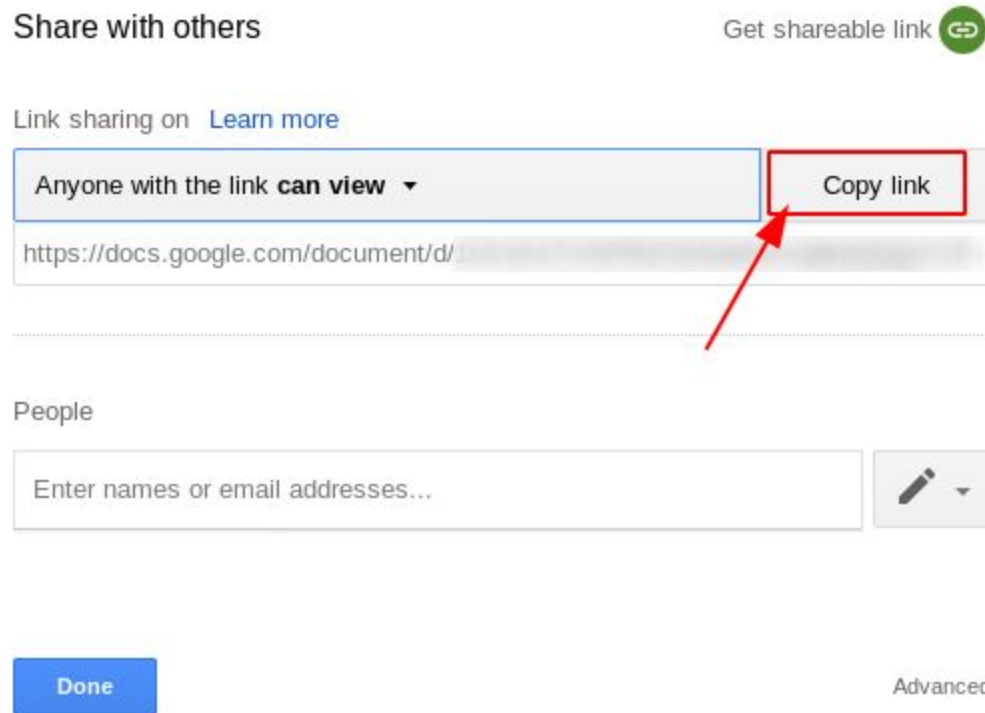 Share with others
Get shareable link
Link sharing on Learn more
Anyone with the link can view
Copy link
https://docs.google.com/document/d/
People
Enter names or email addresses...
Done
Advanced